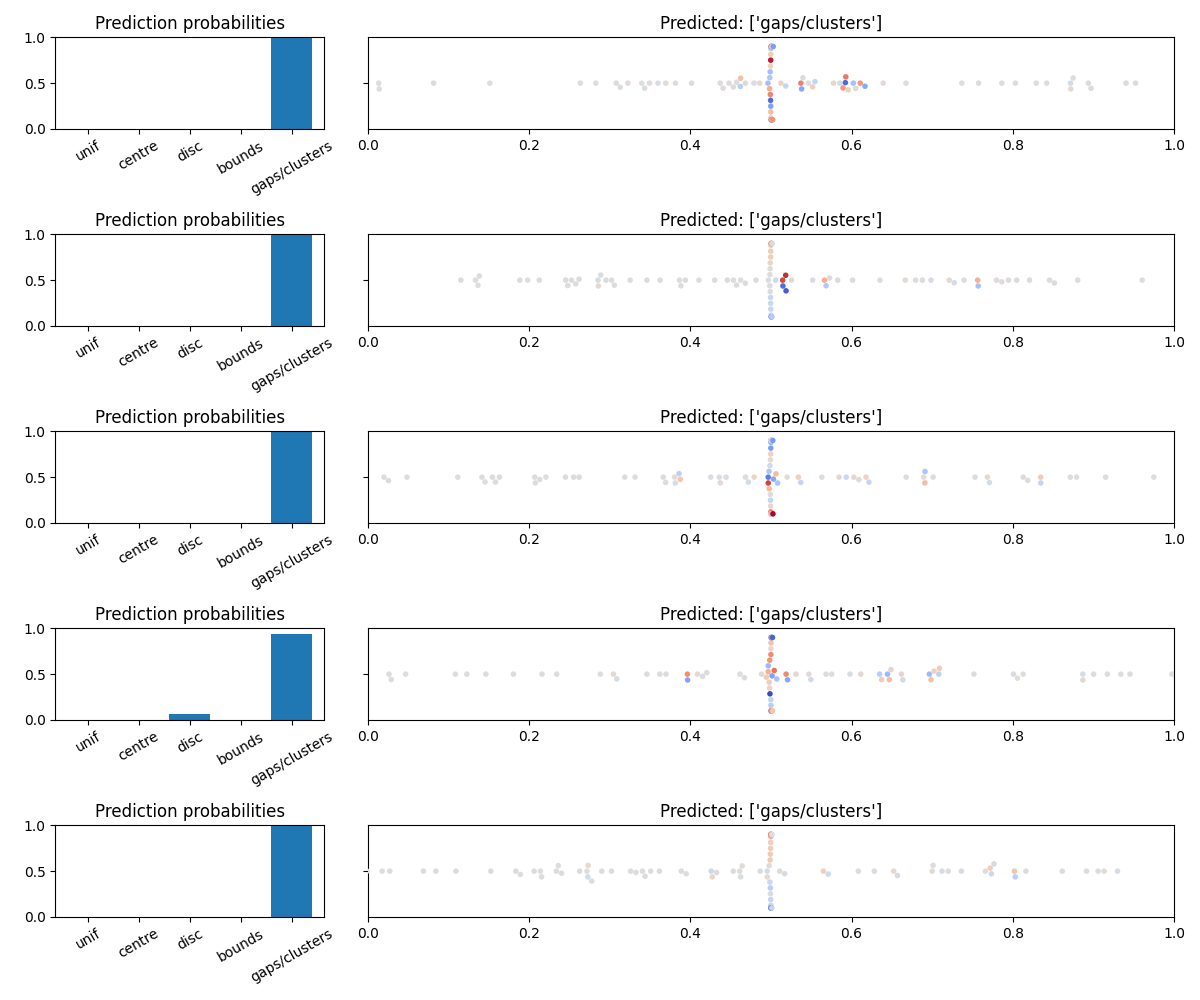 Prediction probabilities
Predicted: ['gaps/clusters']
1.0
0.5
0.0
unif
centre
disc
bounds
gaps/clusters
0.0 0.2 0.4 0.6 0.8 1.0
Prediction probabilities
Predicted: ['gaps/clusters']
1.0
0.5
0.0
unif
centre
disc
bounds
gaps/clusters
0.0 0.2 0.4 0.6 0.8 1.0
Prediction probabilities
Predicted: ['gaps/clusters']
1.0
0.5
0.0
unif
centre
disc
bounds
gaps/clusters
0.0 0.2 0.4 0.6 0.8 1.0
Prediction probabilities
Predicted: ['gaps/clusters']
1.0
0.5
0.0
unif
centre
disc
bounds
gaps/clusters
0.0 0.2 0.4 0.6 0.8 1.0
Prediction probabilities
Predicted: ['gaps/clusters']
1.0
0.5
0.0
unif
centre
disc
bounds
gaps/clusters
0.0 0.2 0.4 0.6 0.8 1.0